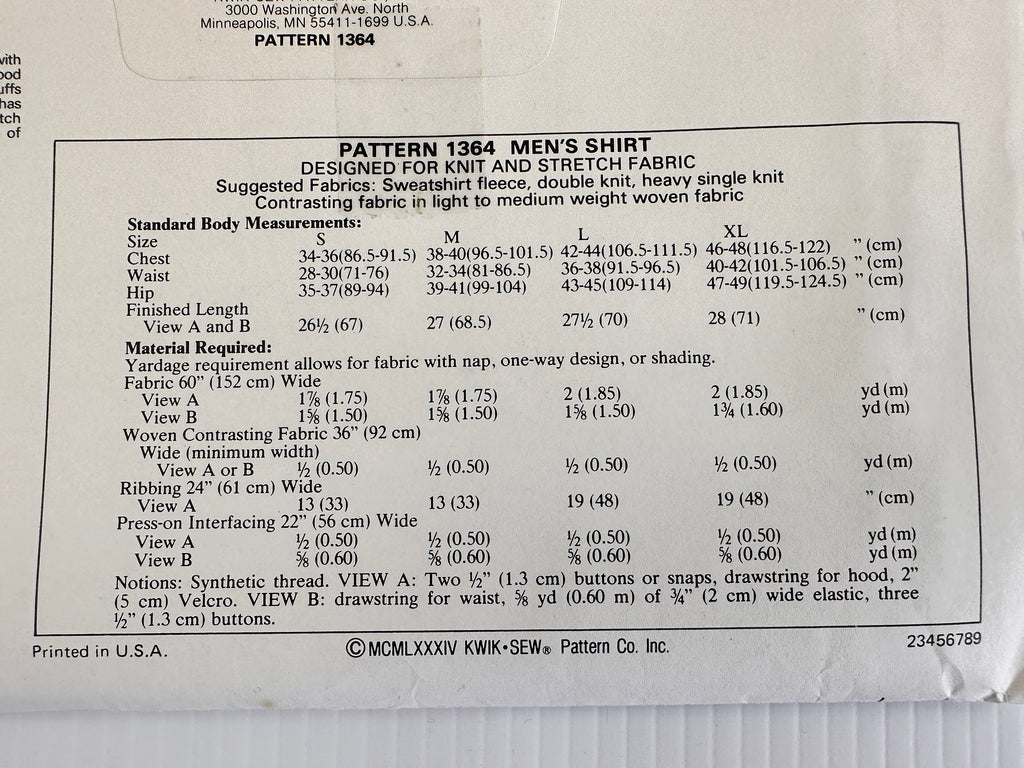 3000 Washington Ave. North
Minneapolis, MN 55411-1699 U.S.A.
PATTERN 1364
with
uffs
has
tch
of
PATTERN 1364 MEN'S SHIRT
DESIGNED FOR KNIT AND STRETCH FABRIC
Suggested Fabrics: Sweatshirt fleece, double knit, heavy single knit
Contrasting fabric in light to medium weight woven fabric
Standard Body Measurements:
Size S M L XL
Chest 34-36(86.5-91.5) 38-40(96.5-101.5) 42-44(106.5-111.5) 46-48(116.5-122) ” (cm)
Waist 28-30(71-76) 32-34(81-86.5) 36-38(91.5-96.5) 40-42(101.5-106.5) ” (cm)
Hip 35-37(89-94) 39-41(99-104) 43-45(109-114) 47-49(119.5-124.5) ” (cm)
Finished Length
View A and B 26½ (67) 27 (68.5) 27½ (70) 28 (71) ” (cm)
Material Required:
Yardage requirement allows for fabric with nap, one-way design, or shading.
Fabric 60” (152 cm) Wide
View A 1⅞ (1.75) 1⅞ (1.75) 2 (1.85) 2 (1.85) yd (m)
View B 1⅝ (1.50) 1⅝ (1.50) 1⅝ (1.50) 1¾ (1.60) yd (m)
Woven Contrasting Fabric 36” (92 cm)
Wide (minimum width)
View A or B ½ (0.50) ½ (0.50) ½ (0.50) ½ (0.50) yd (m)
Ribbing 24” (61 cm) Wide
View A 13 (33) 13 (33) 19 (48) 19 (48) ” (cm)
Press-on Interfacing 22” (56 cm) Wide
View A ½ (0.50) ½ (0.50) ½ (0.50) ½ (0.50) yd (m)
View B ⅝ (0.60) ⅝ (0.60) ⅝ (0.60) ⅝ (0.60) yd (m)
Notions: Synthetic thread. VIEW A: Two ½” (1.3 cm) buttons or snaps, drawstring for hood, 2”
(5 cm) Velcro. VIEW B: drawstring for waist, ⅝ yd (0.60 m) of ¾” (2 cm) wide elastic, three
½” (1.3 cm) buttons.
Printed in U.S.A. ©MCMLXXXIV KWIK•SEW® Pattern Co. Inc. 23456789